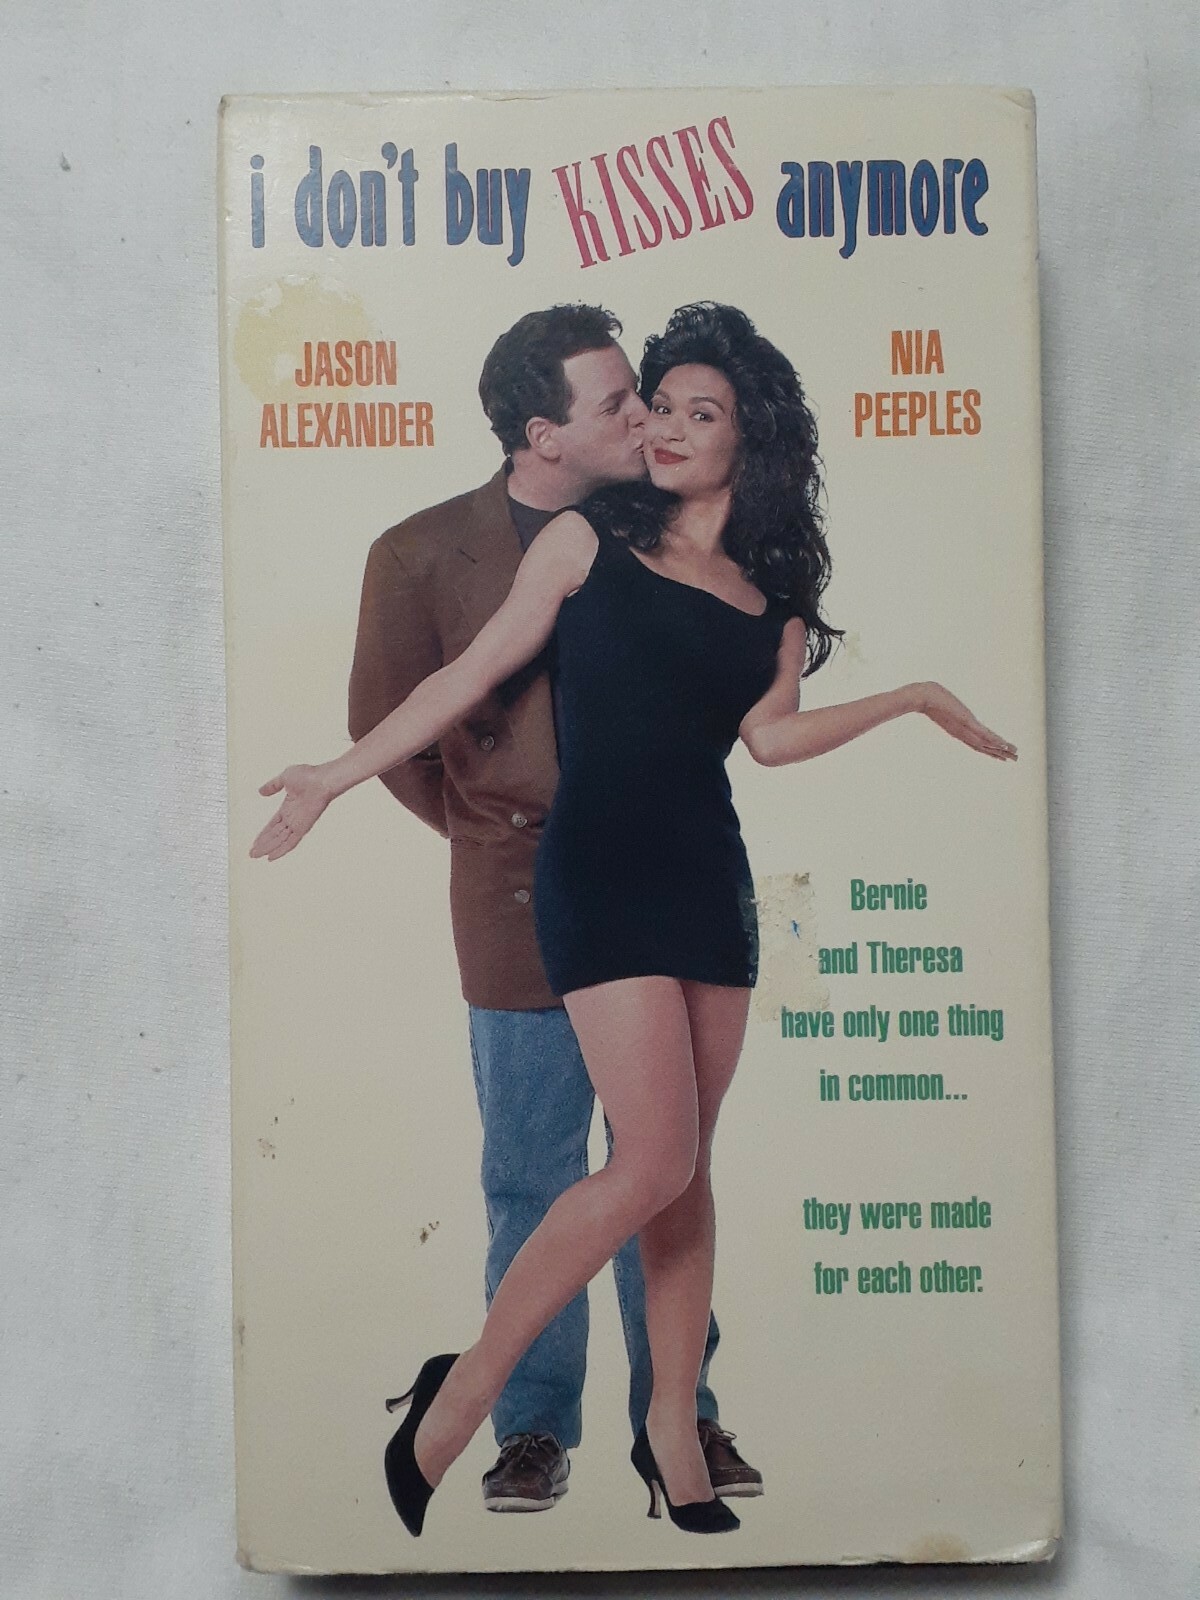 i don't buy KISSES anymore
JASON
ALEXANDER
NIA
PEEPLES
Bernie
and Theresa
have only one thing
in common...
they were made
for each other.